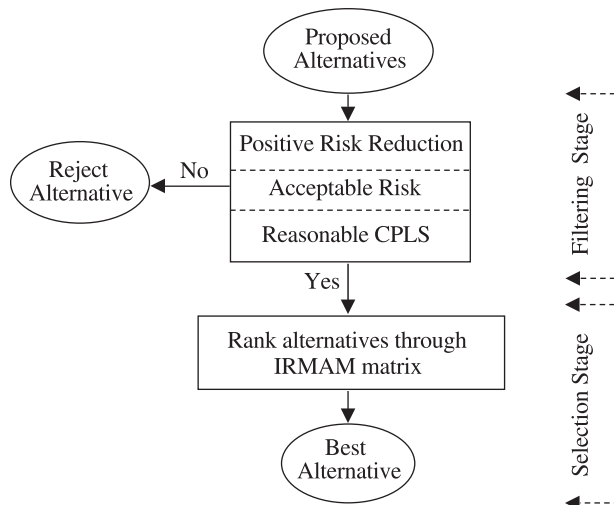 Proposed
Alternatives
Positive Risk Reduction
Reject
Alternative
No
Acceptable Risk
Reasonable CPLS
Filtering Stage
Yes
Rank alternatives through
IRMAM matrix
Selection Stage
Best
Alternative